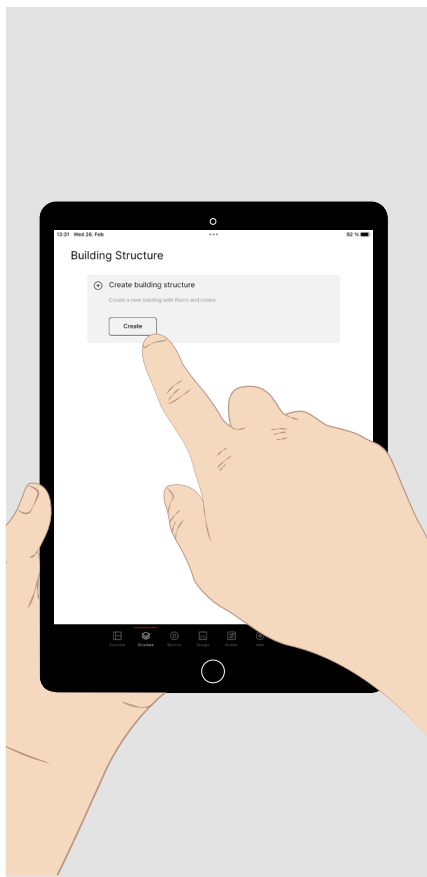 13:31 Wed 26. Feb
92 %
Building Structure
Create building structure
Create a new building with floors and rooms
Create
Overview Structure Devices Groups Scenes Help